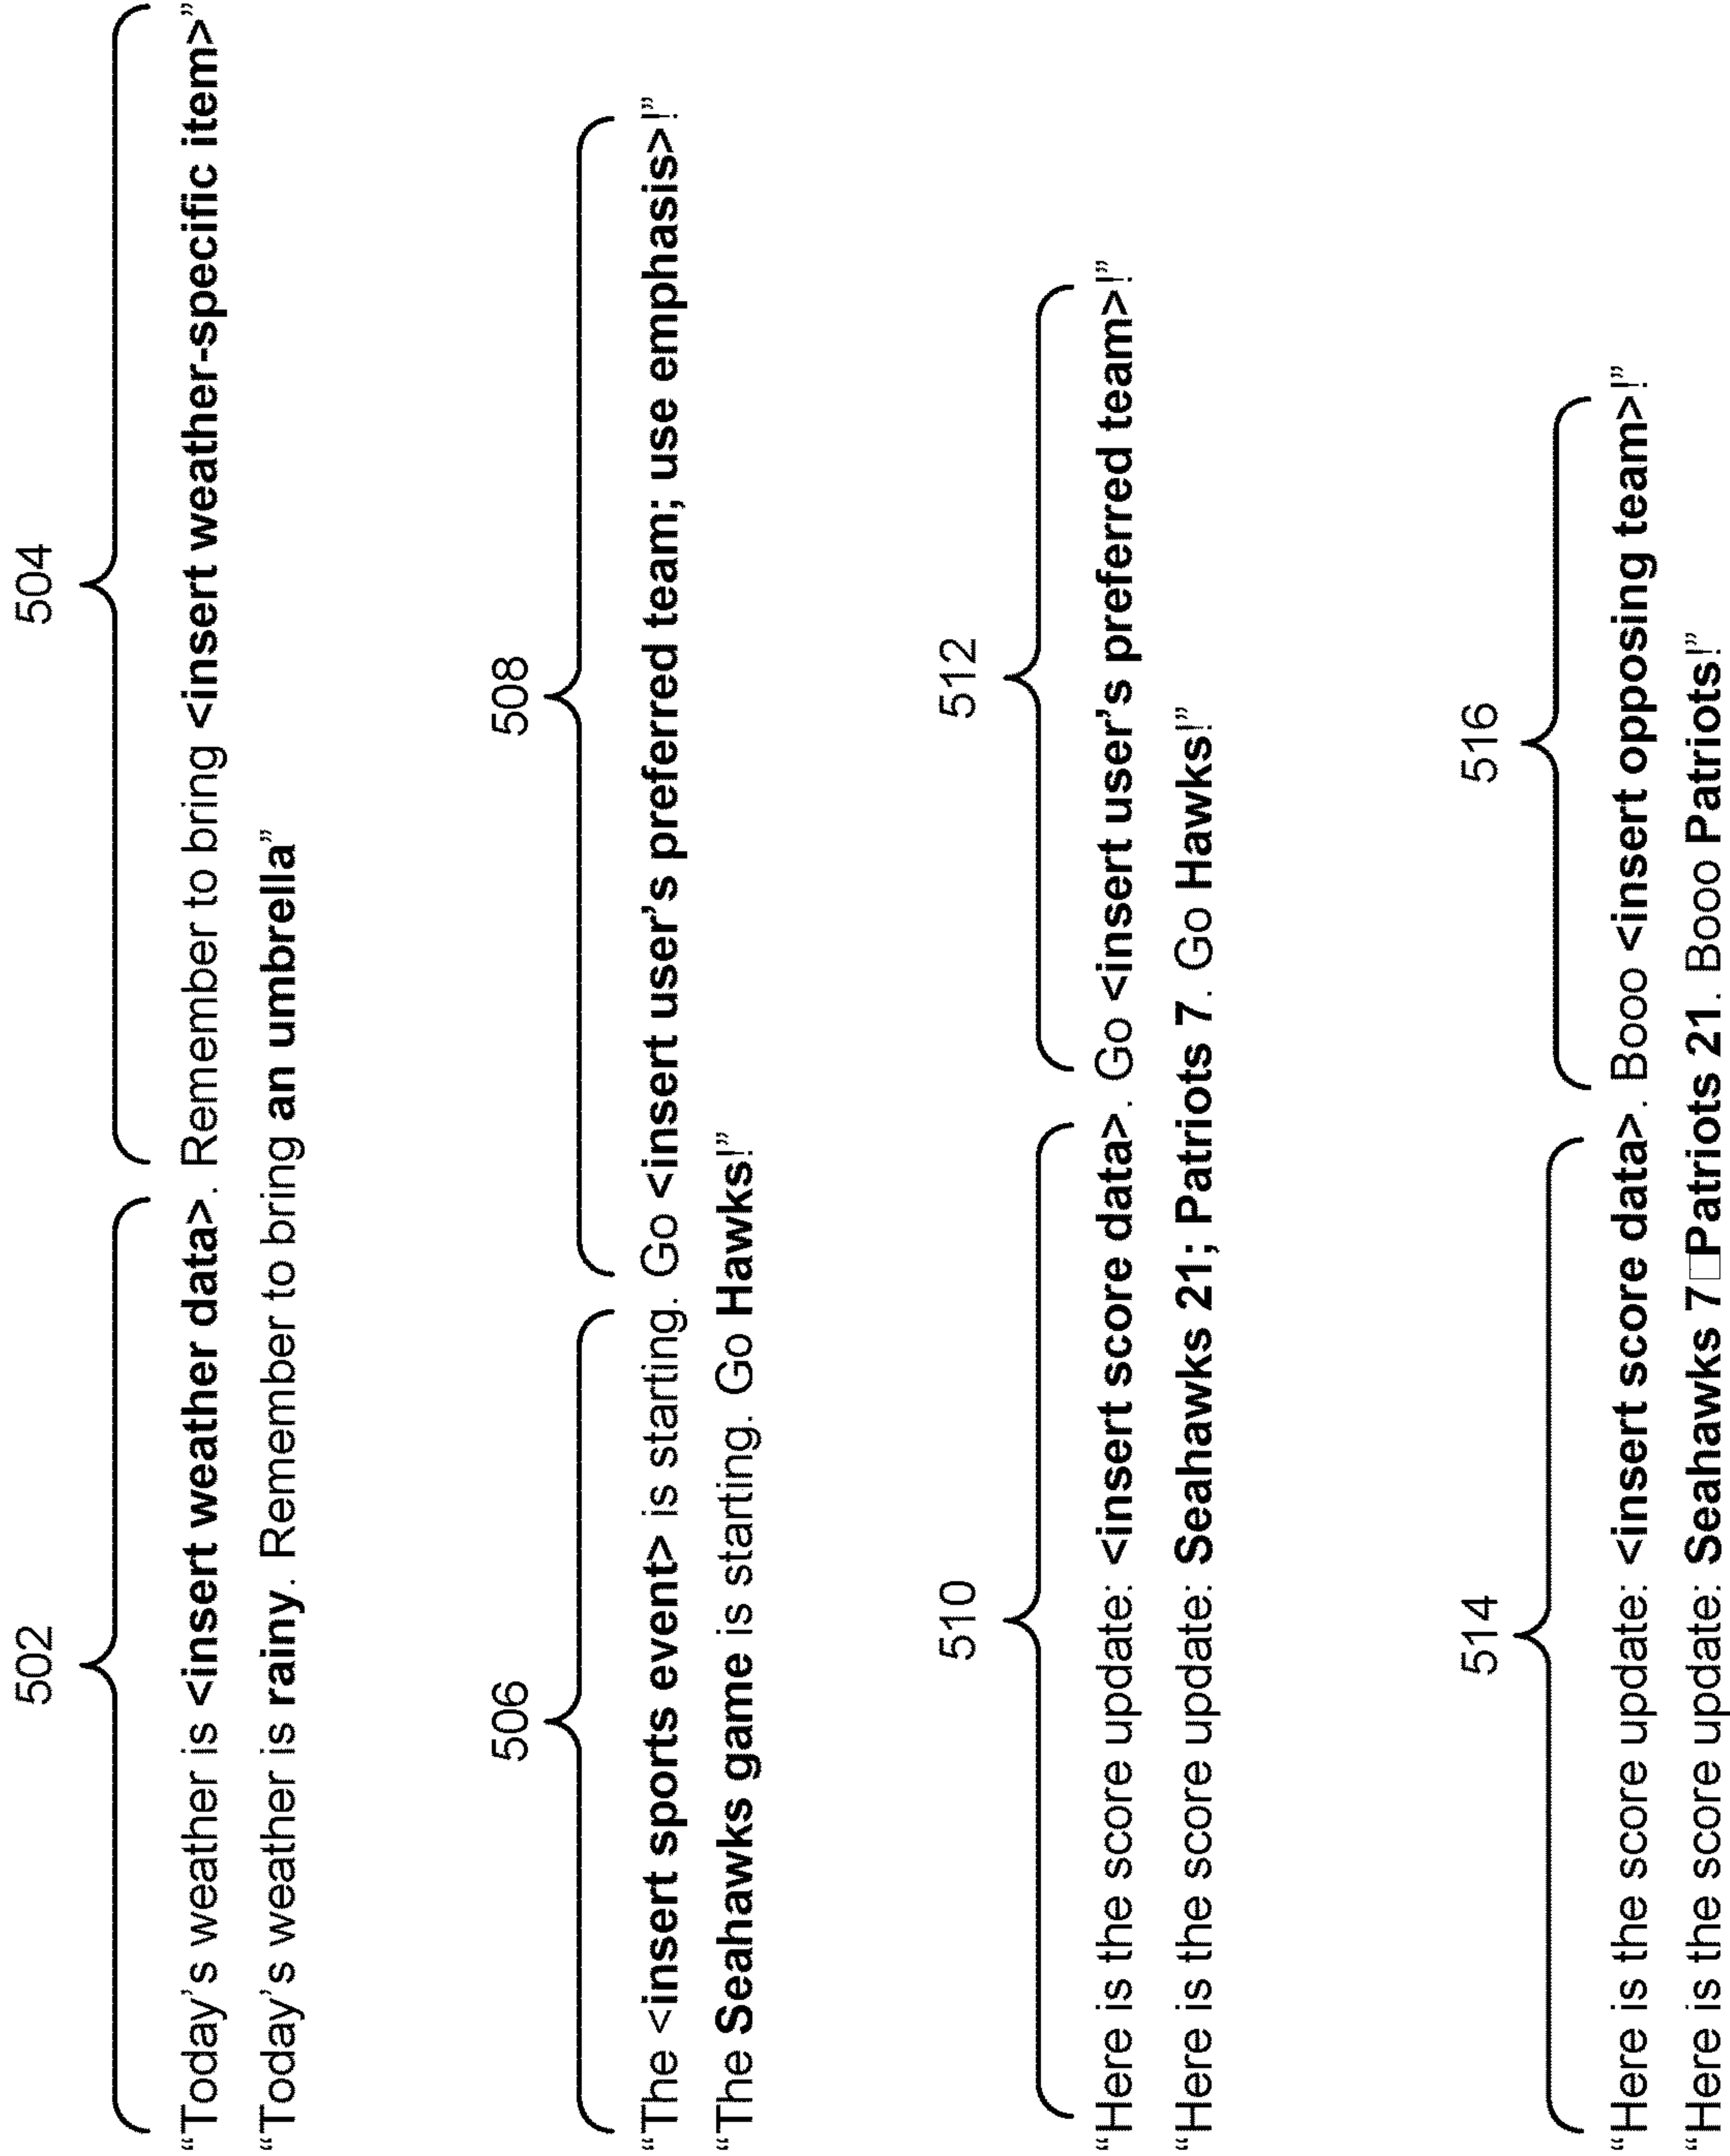 502 504
”Today’s weather is <insert weather data>. Remember to bring <insert weather-specific item>”
”Today’s weather is rainy. Remember to bring an umbrella”
506 508
”The <insert sports event> is starting. Go <insert user’s preferred team; use emphasis>!”
”The Seahawks game is starting. Go Hawks!”
510 512
”Here is the score update: <insert score data>. Go <insert user’s preferred team>!”
”Here is the score update: Seahawks 21; Patriots 7. Go Hawks!”
514 516
”Here is the score update: <insert score data>. Booo <insert opposing team>!”
”Here is the score update: Seahawks 7□Patriots 21. Booo Patriots!”